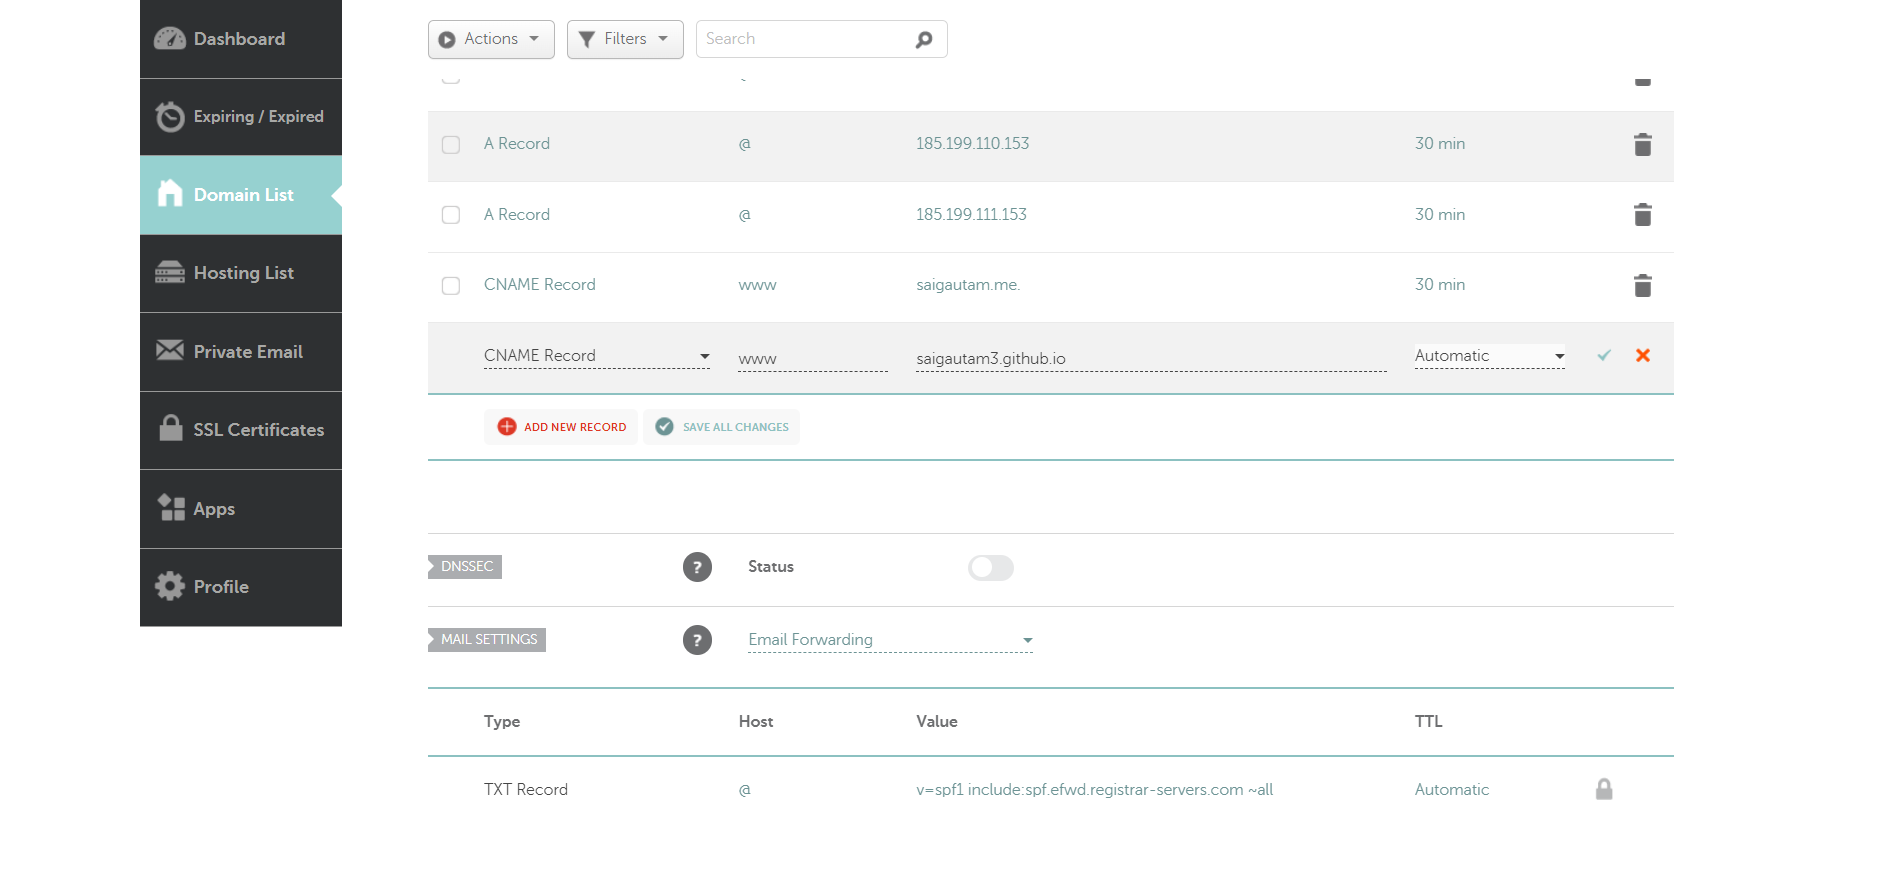 Dashboard
Expiring / Expired
Domain List
Hosting List
Private Email
SSL Certificates
Apps
Profile
Actions Filters Search
A Record @ 185.199.110.153 30 min
A Record @ 185.199.111.153 30 min
CNAME Record www saigautam.me. 30 min
CNAME Record www saigautam3.github.io Automatic
ADD NEW RECORD SAVE ALL CHANGES
DNSSEC ? Status
MAIL SETTINGS ? Email Forwarding
Type Host Value TTL
TXT Record @ v=spf1 include:spf.efwd.registrar-servers.com ~all Automatic